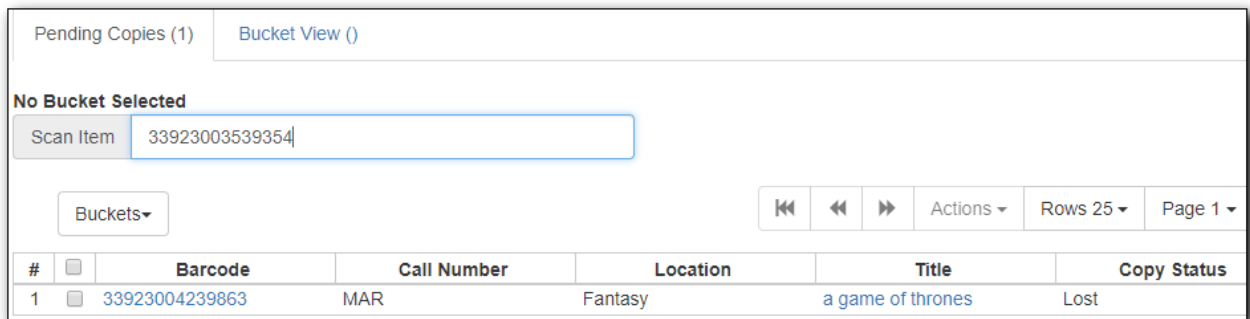 Pending Copies (1) Bucket View ()
No Bucket Selected
Scan Item 33923003539354
Buckets Actions Rows 25 Page 1
# Barcode Call Number Location Title Copy Status
1 33923004239863 MAR Fantasy a game of thrones Lost